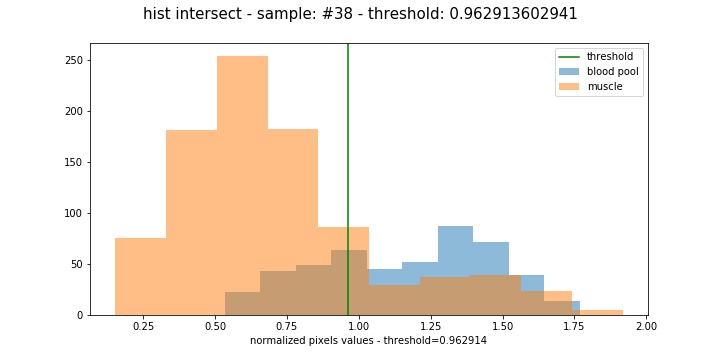 hist intersect - sample: #38 - threshold: 0.962913602941
threshold
blood pool
muscle
250
200
150
100
50
0
0.25 0.50 0.75 1.00 1.25 1.50 1.75 2.00
normalized pixels values - threshold=0.962914